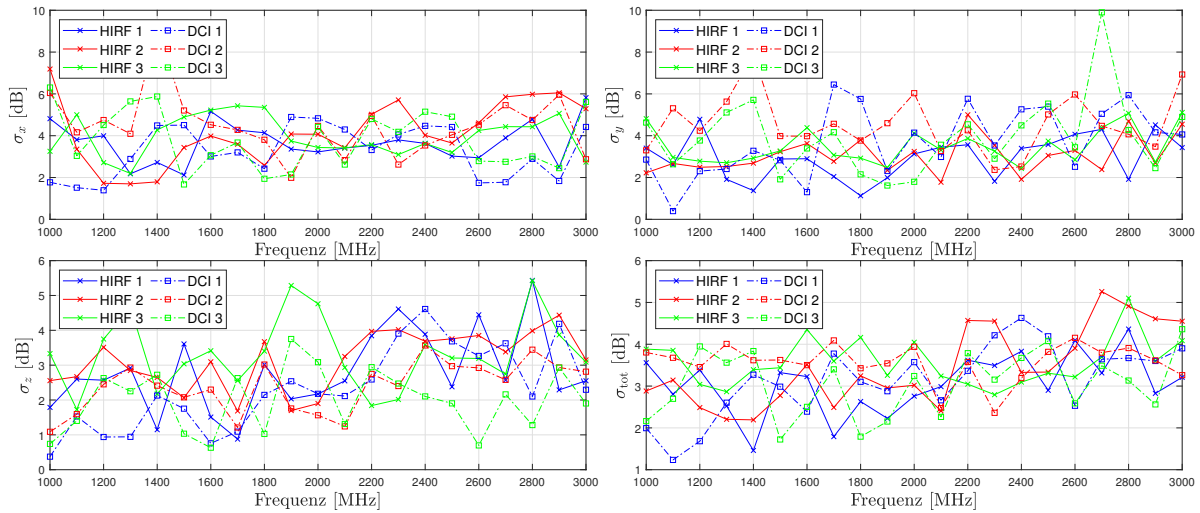 10
8
6
4
2
0
σx [dB]
HIRF 1
HIRF 2
HIRF 3
DCI 1
DCI 2
DCI 3
1000 1200 1400 1600 1800 2000 2200 2400 2600 2800 3000
Frequenz [MHz]
10
8
6
4
2
0
σy [dB]
HIRF 1
HIRF 2
HIRF 3
DCI 1
DCI 2
DCI 3
1000 1200 1400 1600 1800 2000 2200 2400 2600 2800 3000
Frequenz [MHz]
6
5
4
3
2
1
0
σz [dB]
HIRF 1
HIRF 2
HIRF 3
DCI 1
DCI 2
DCI 3
1000 1200 1400 1600 1800 2000 2200 2400 2600 2800 3000
Frequenz [MHz]
6
5
4
3
2
1
σtot [dB]
HIRF 1
HIRF 2
HIRF 3
DCI 1
DCI 2
DCI 3
1000 1200 1400 1600 1800 2000 2200 2400 2600 2800 3000
Frequenz [MHz]